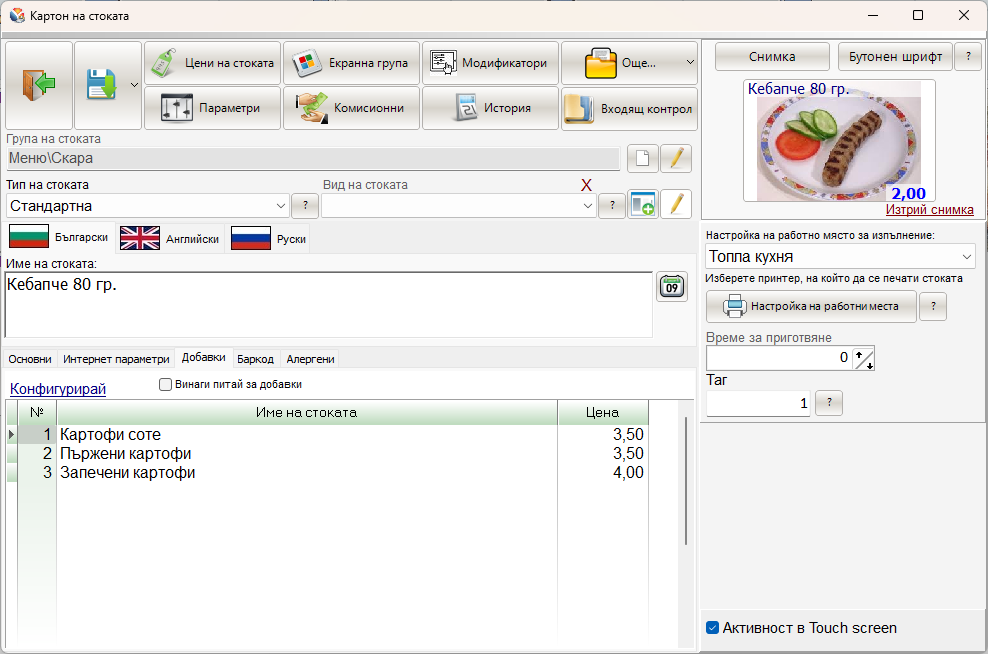 Картон на стоката
Цени на стоката
Екранна група
Модификатори
Още...
Параметри
Комисионни
История
Входящ контрол
Група на стоката
Меню\Скара
Тип на стоката
Вид на стоката
X
Стандартна
?
?
Български
Английски
Руски
Име на стоката:
Кебапче 80 гр.
09
Основни
Интернет параметри
Добавки
Баркод
Алергени
Конфигурирай
Винаги питай за добавки
№ Име на стоката Цена
1 Картофи соте 3,50
2 Пържени картофи 3,50
3 Запечени картофи 4,00
Снимка
Бутонен шрифт
?
Кебапче 80 гр.
2,00
Изтрий снимка
Настройка на работно място за изпълнение:
Топла кухня
Изберете принтер, на който да се печати стоката
Настройка на работни места
?
Време за приготвяне
0
Таг
1
?
Активност в Touch screen